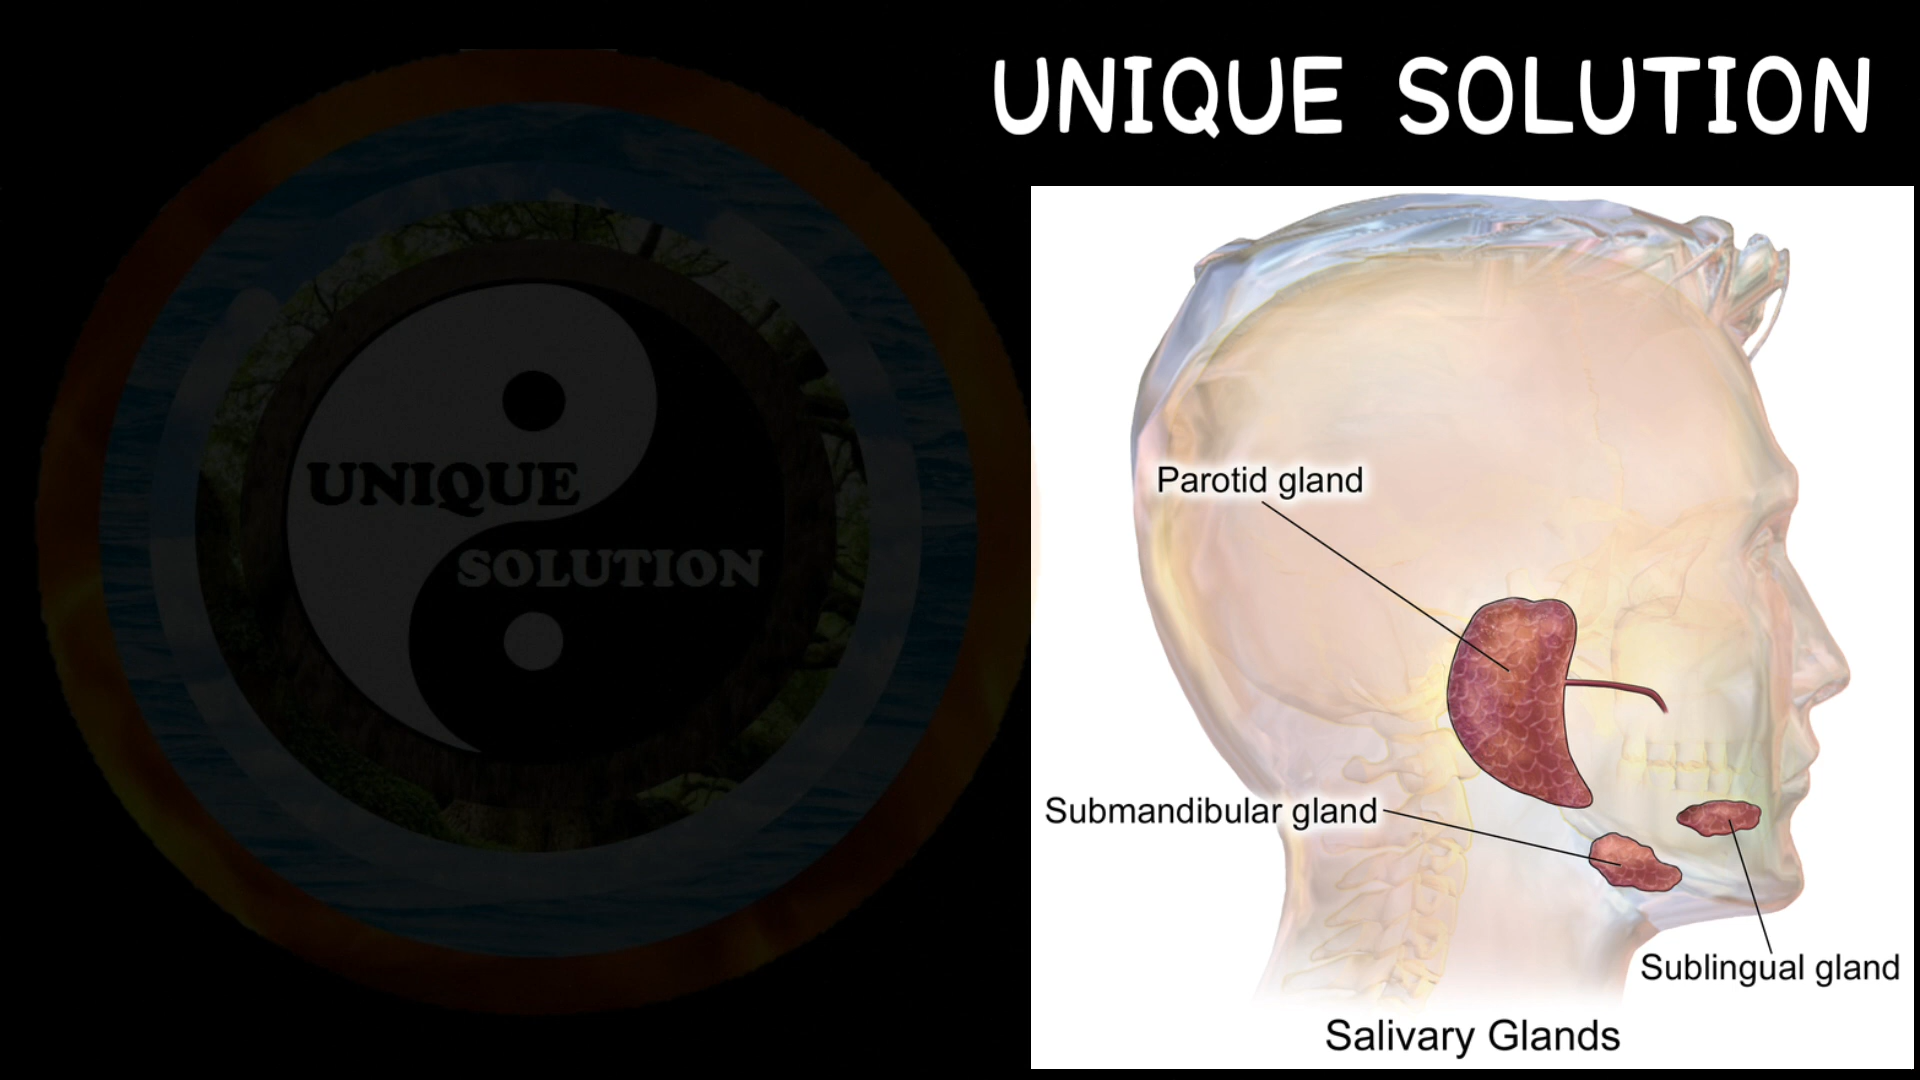 UNIQUE SOLUTION
UNIQUE
SOLUTION
Parotid gland
Submandibular gland
Sublingual gland
Salivary Glands